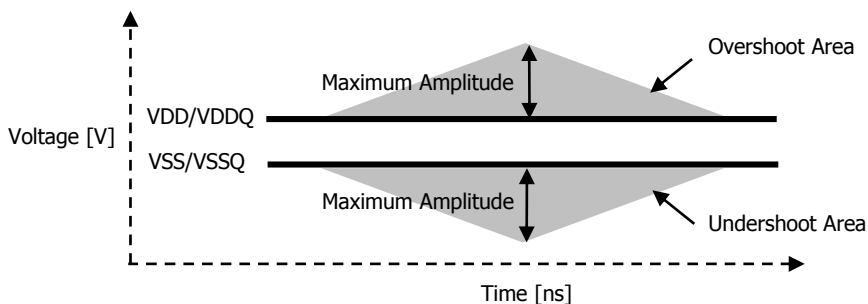 Overshoot Area
Maximum Amplitude
VDD/VDDQ
Voltage [V]
VSS/VSSQ
Maximum Amplitude
Undershoot Area
Time [ns]